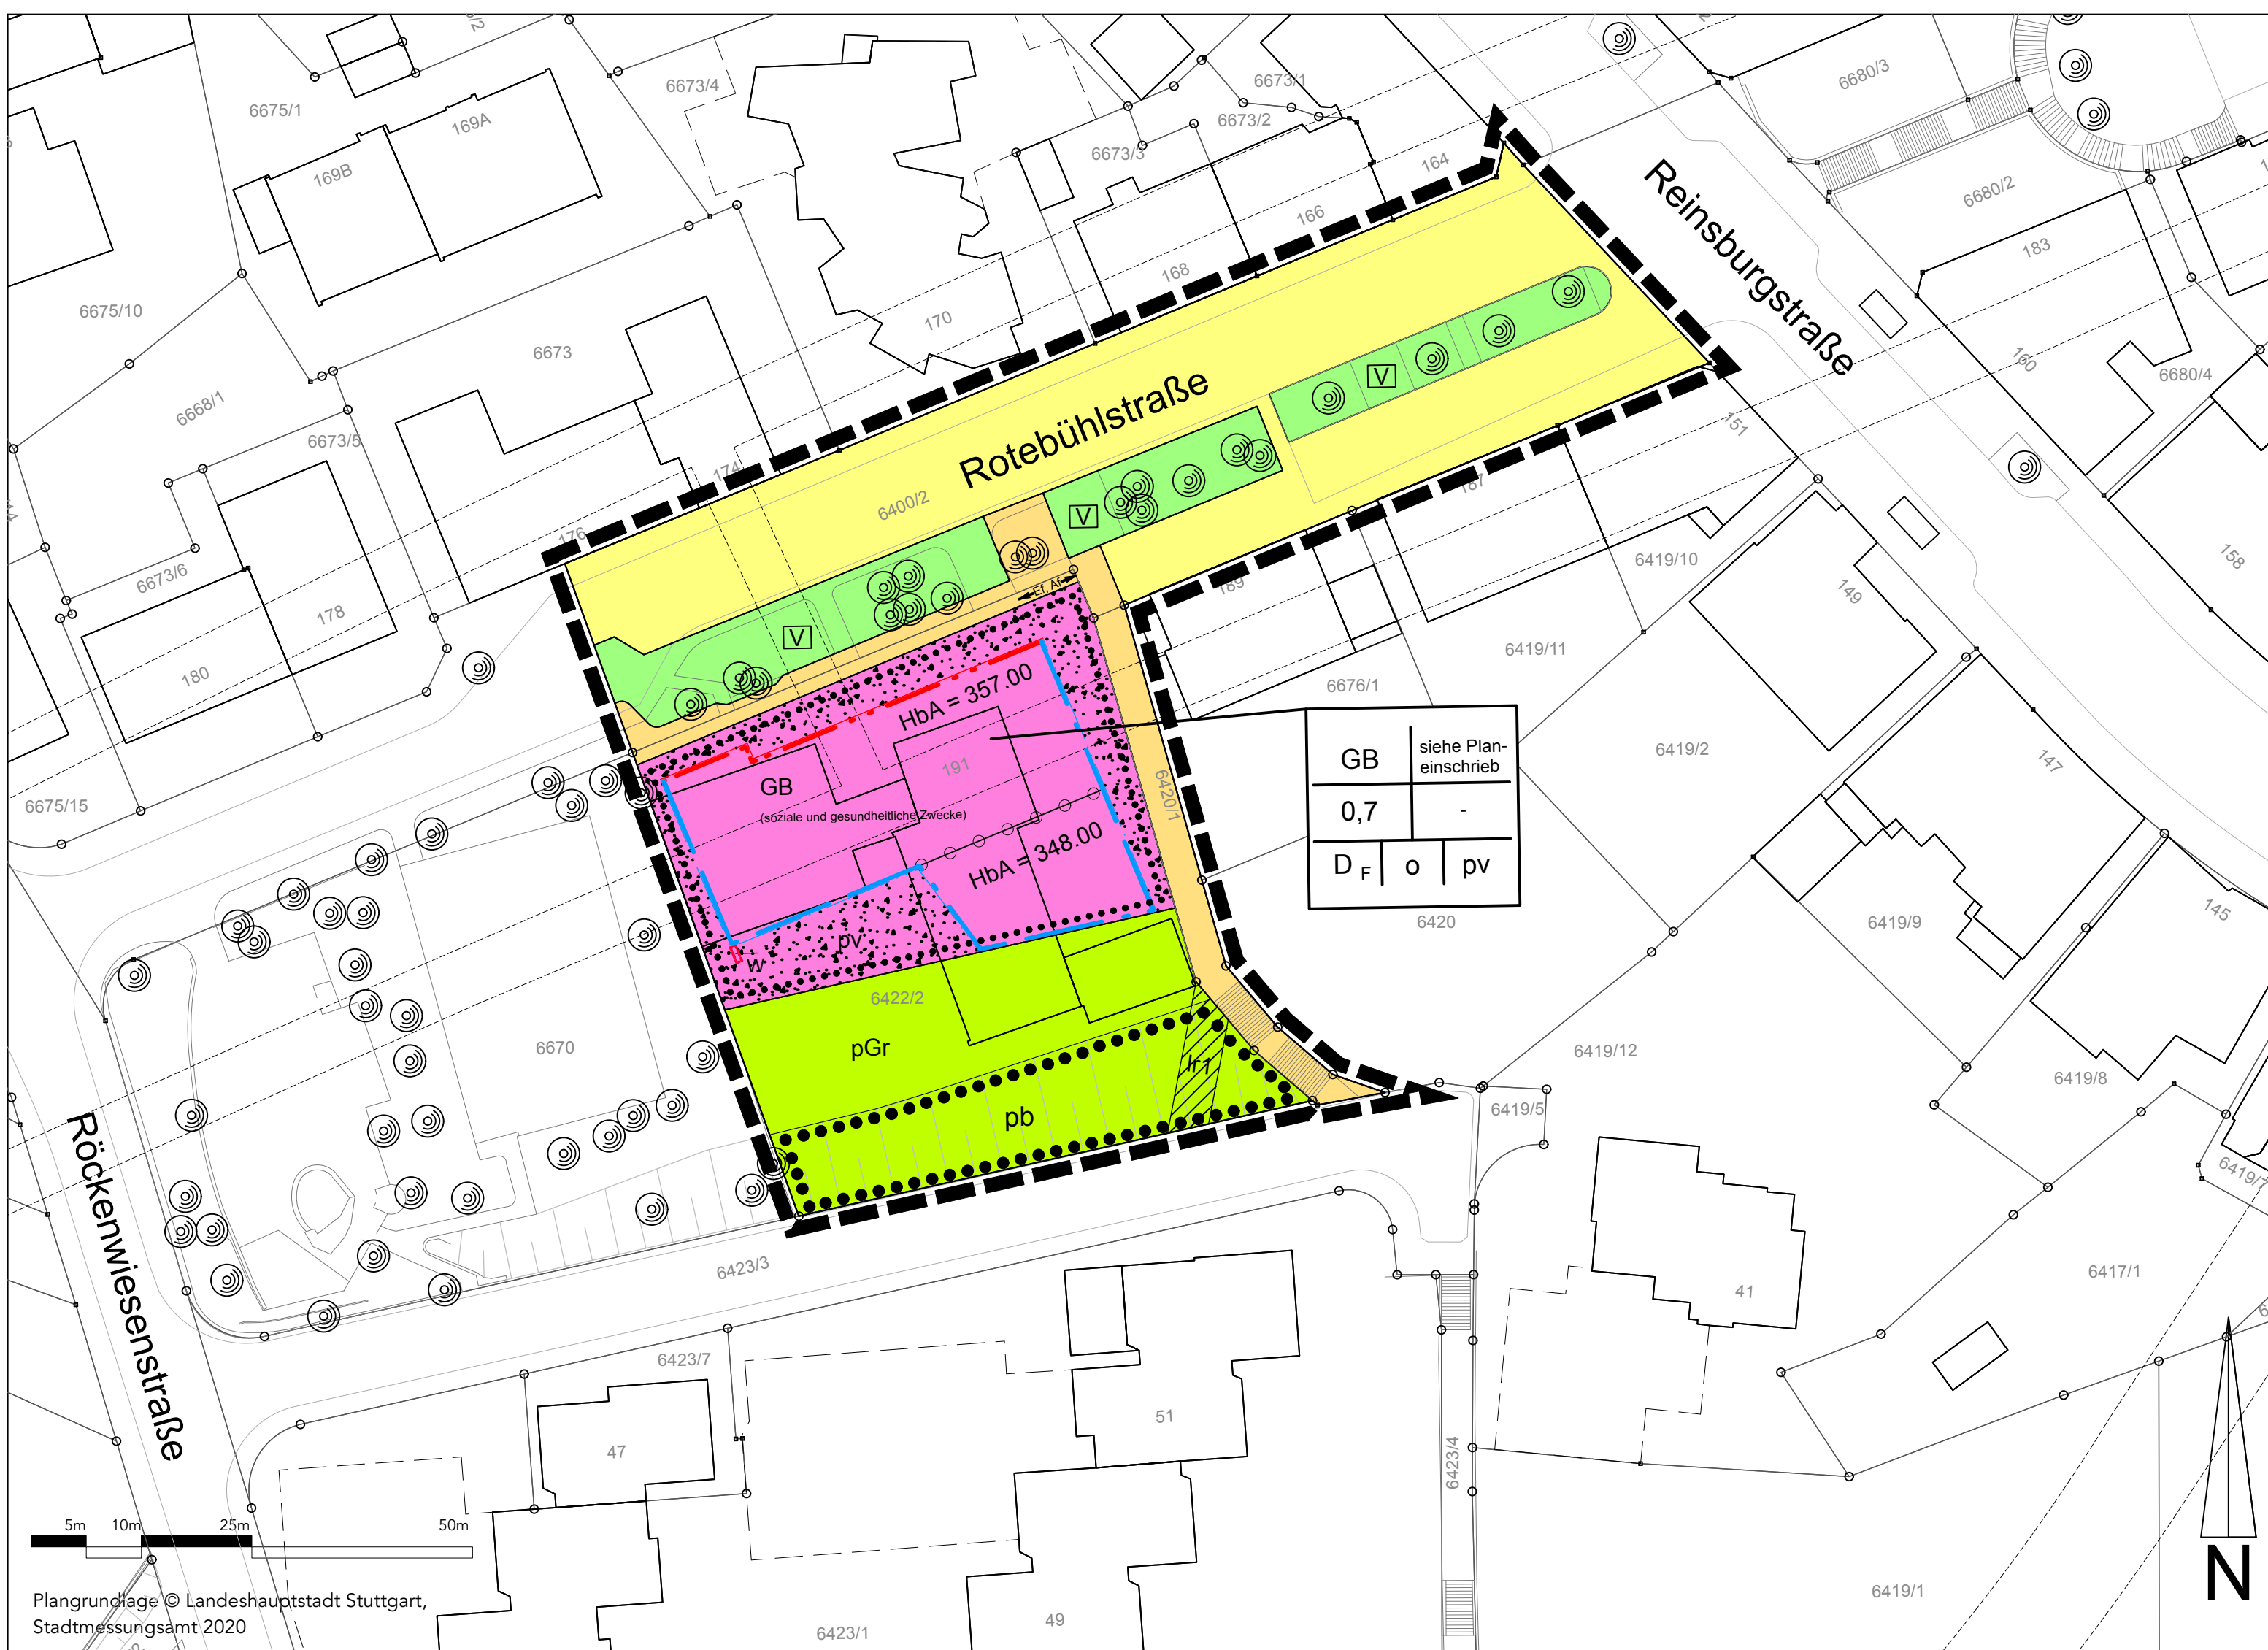 6675/1
169A
169B
6673/4
6673/1
6673/2
6673/3
164
166
168
170
6680/3
6680/2
183
160
6680/4
158
Reinsburgstraße
6675/10
6673
6668/1
6673/5
6673/6
178
180
174
176
6400/2
Rotebühlstraße
V
V
V
Ef, Af
151
187
189
6419/10
149
6419/11
6676/1
6419/2
147
6675/15
HbA = 357.00
GB
191
(soziale und gesundheitliche Zwecke)
HbA = 348.00
6420/1
GB
siehe Plan-
einschrieb
0,7
-
D F
o
pv
6420
6419/9
145
pv
W
6422/2
6670
pGr
lr1
pb
6419/12
6419/8
6419/5
6419/7
Röckenwiesenstraße
6423/3
41
6417/1
6423/7
47
51
6423/4
49
6423/1
6419/1
5m
10m
25m
50m
Plangrundlage © Landeshauptstadt Stuttgart,
Stadtmessungsamt 2020
N